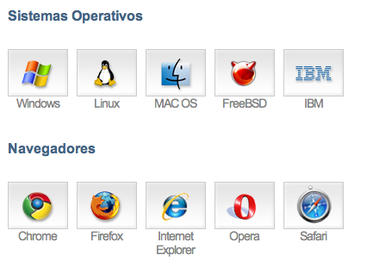 Sistemas Operativos
IBM
Windows
Linux
MAC OS
FreeBSD
IBM
Navegadores
Chrome
Firefox
Internet
Explorer
Opera
Safari